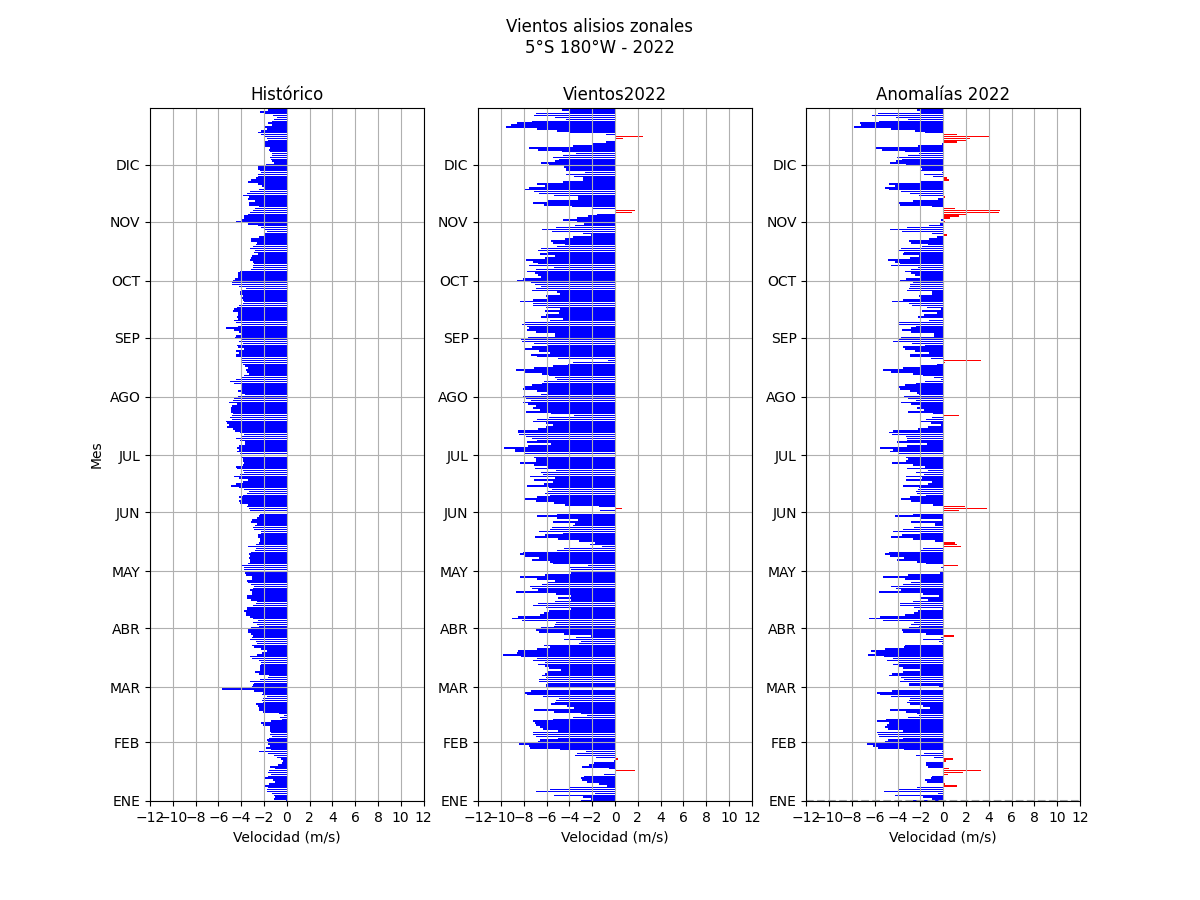 Vientos alisios zonales
5°S 180°W - 2022
Histórico
Vientos2022
Anomalías 2022
Mes
DIC
NOV
OCT
SEP
AGO
JUL
JUN
MAY
ABR
MAR
FEB
ENE
−12 −10 −8 −6 −4 −2 0 2 4 6 8 10 12
Velocidad (m/s)
DIC
NOV
OCT
SEP
AGO
JUL
JUN
MAY
ABR
MAR
FEB
ENE
−12 −10 −8 −6 −4 −2 0 2 4 6 8 10 12
Velocidad (m/s)
DIC
NOV
OCT
SEP
AGO
JUL
JUN
MAY
ABR
MAR
FEB
ENE
−12 −10 −8 −6 −4 −2 0 2 4 6 8 10 12
Velocidad (m/s)